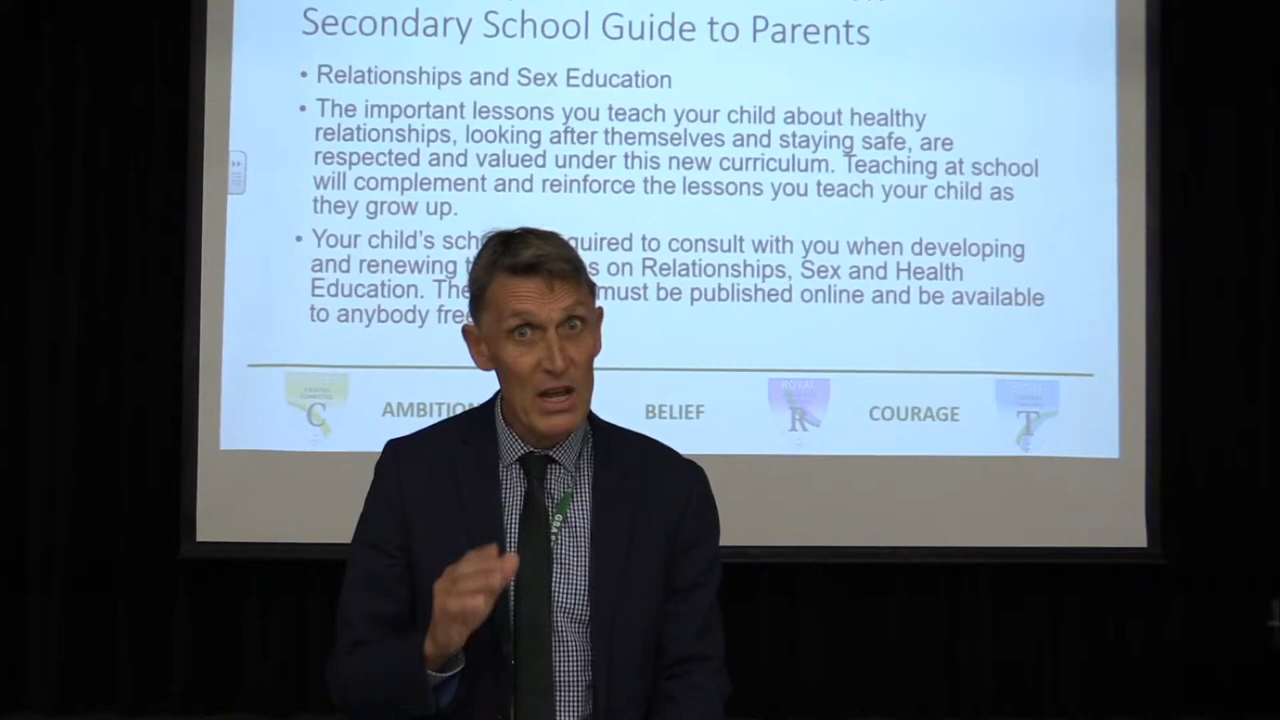 Secondary School Guide to Parents
• Relationships and Sex Education
• The important lessons you teach your child about healthy
relationships, looking after themselves and staying safe, are
respected and valued under this new curriculum. Teaching at school
will complement and reinforce the lessons you teach your child as
they grow up.
• Your child's sch quired to consult with you when developing
and renewing s on Relationships, Sex and Health
Education. The must be published online and be available
to anybody fre
C AMBITION BELIEF ROYAL R COURAGE T
GSA